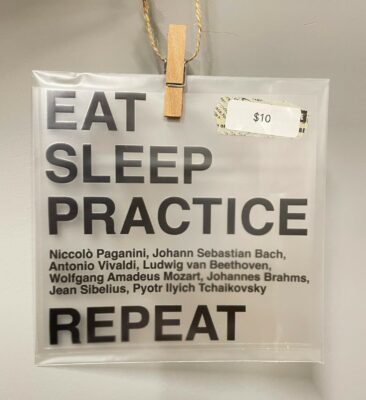 EAT
$10
SLEEP
PRACTICE
Niccolò Paganini, Johann Sebastian Bach,
Antonio Vivaldi, Ludwig van Beethoven,
Wolfgang Amadeus Mozart, Johannes Brahms,
Jean Sibelius, Pyotr Ilyich Tchaikovsky
REPEAT